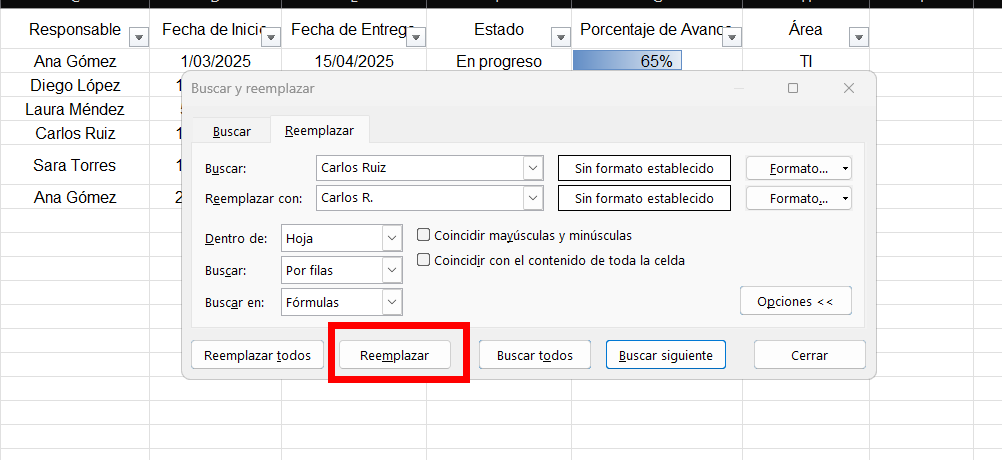 Responsable Fecha de Inicio Fecha de Entrega Estado Porcentaje de Avance Área
Ana Gómez 1/03/2025 15/04/2025 En progreso 65% TI
Buscar y reemplazar
Diego López 1
Laura Méndez
Carlos Ruiz 1
Sara Torres 1
Ana Gómez 2
Buscar Reemplazar
Buscar: Carlos Ruiz Sin formato establecido Formato...
Reemplazar con: Carlos R. Sin formato establecido Formato...
Dentro de: Hoja Coincidir mayúsculas y minúsculas
Buscar: Por filas Coincidir con el contenido de toda la celda
Buscar en: Fórmulas Opciones <<
Reemplazar todos Reemplazar Buscar todos Buscar siguiente Cerrar